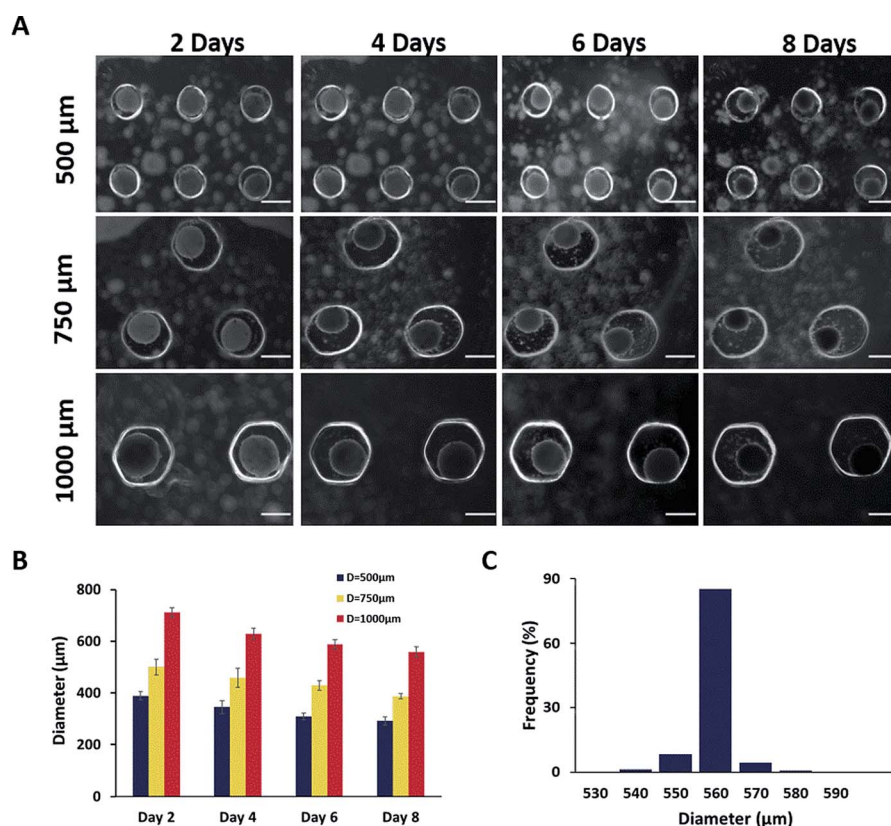 A
2 Days 4 Days 6 Days 8 Days
500 µm
750 µm
1000 µm
B
800
600
400
200
0
Diameter (µm)
D=500µm
D=750µm
D=1000µm
Day 2 Day 4 Day 6 Day 8
C
90
60
30
0
Frequency (%)
530 540 550 560 570 580 590
Diameter (µm)